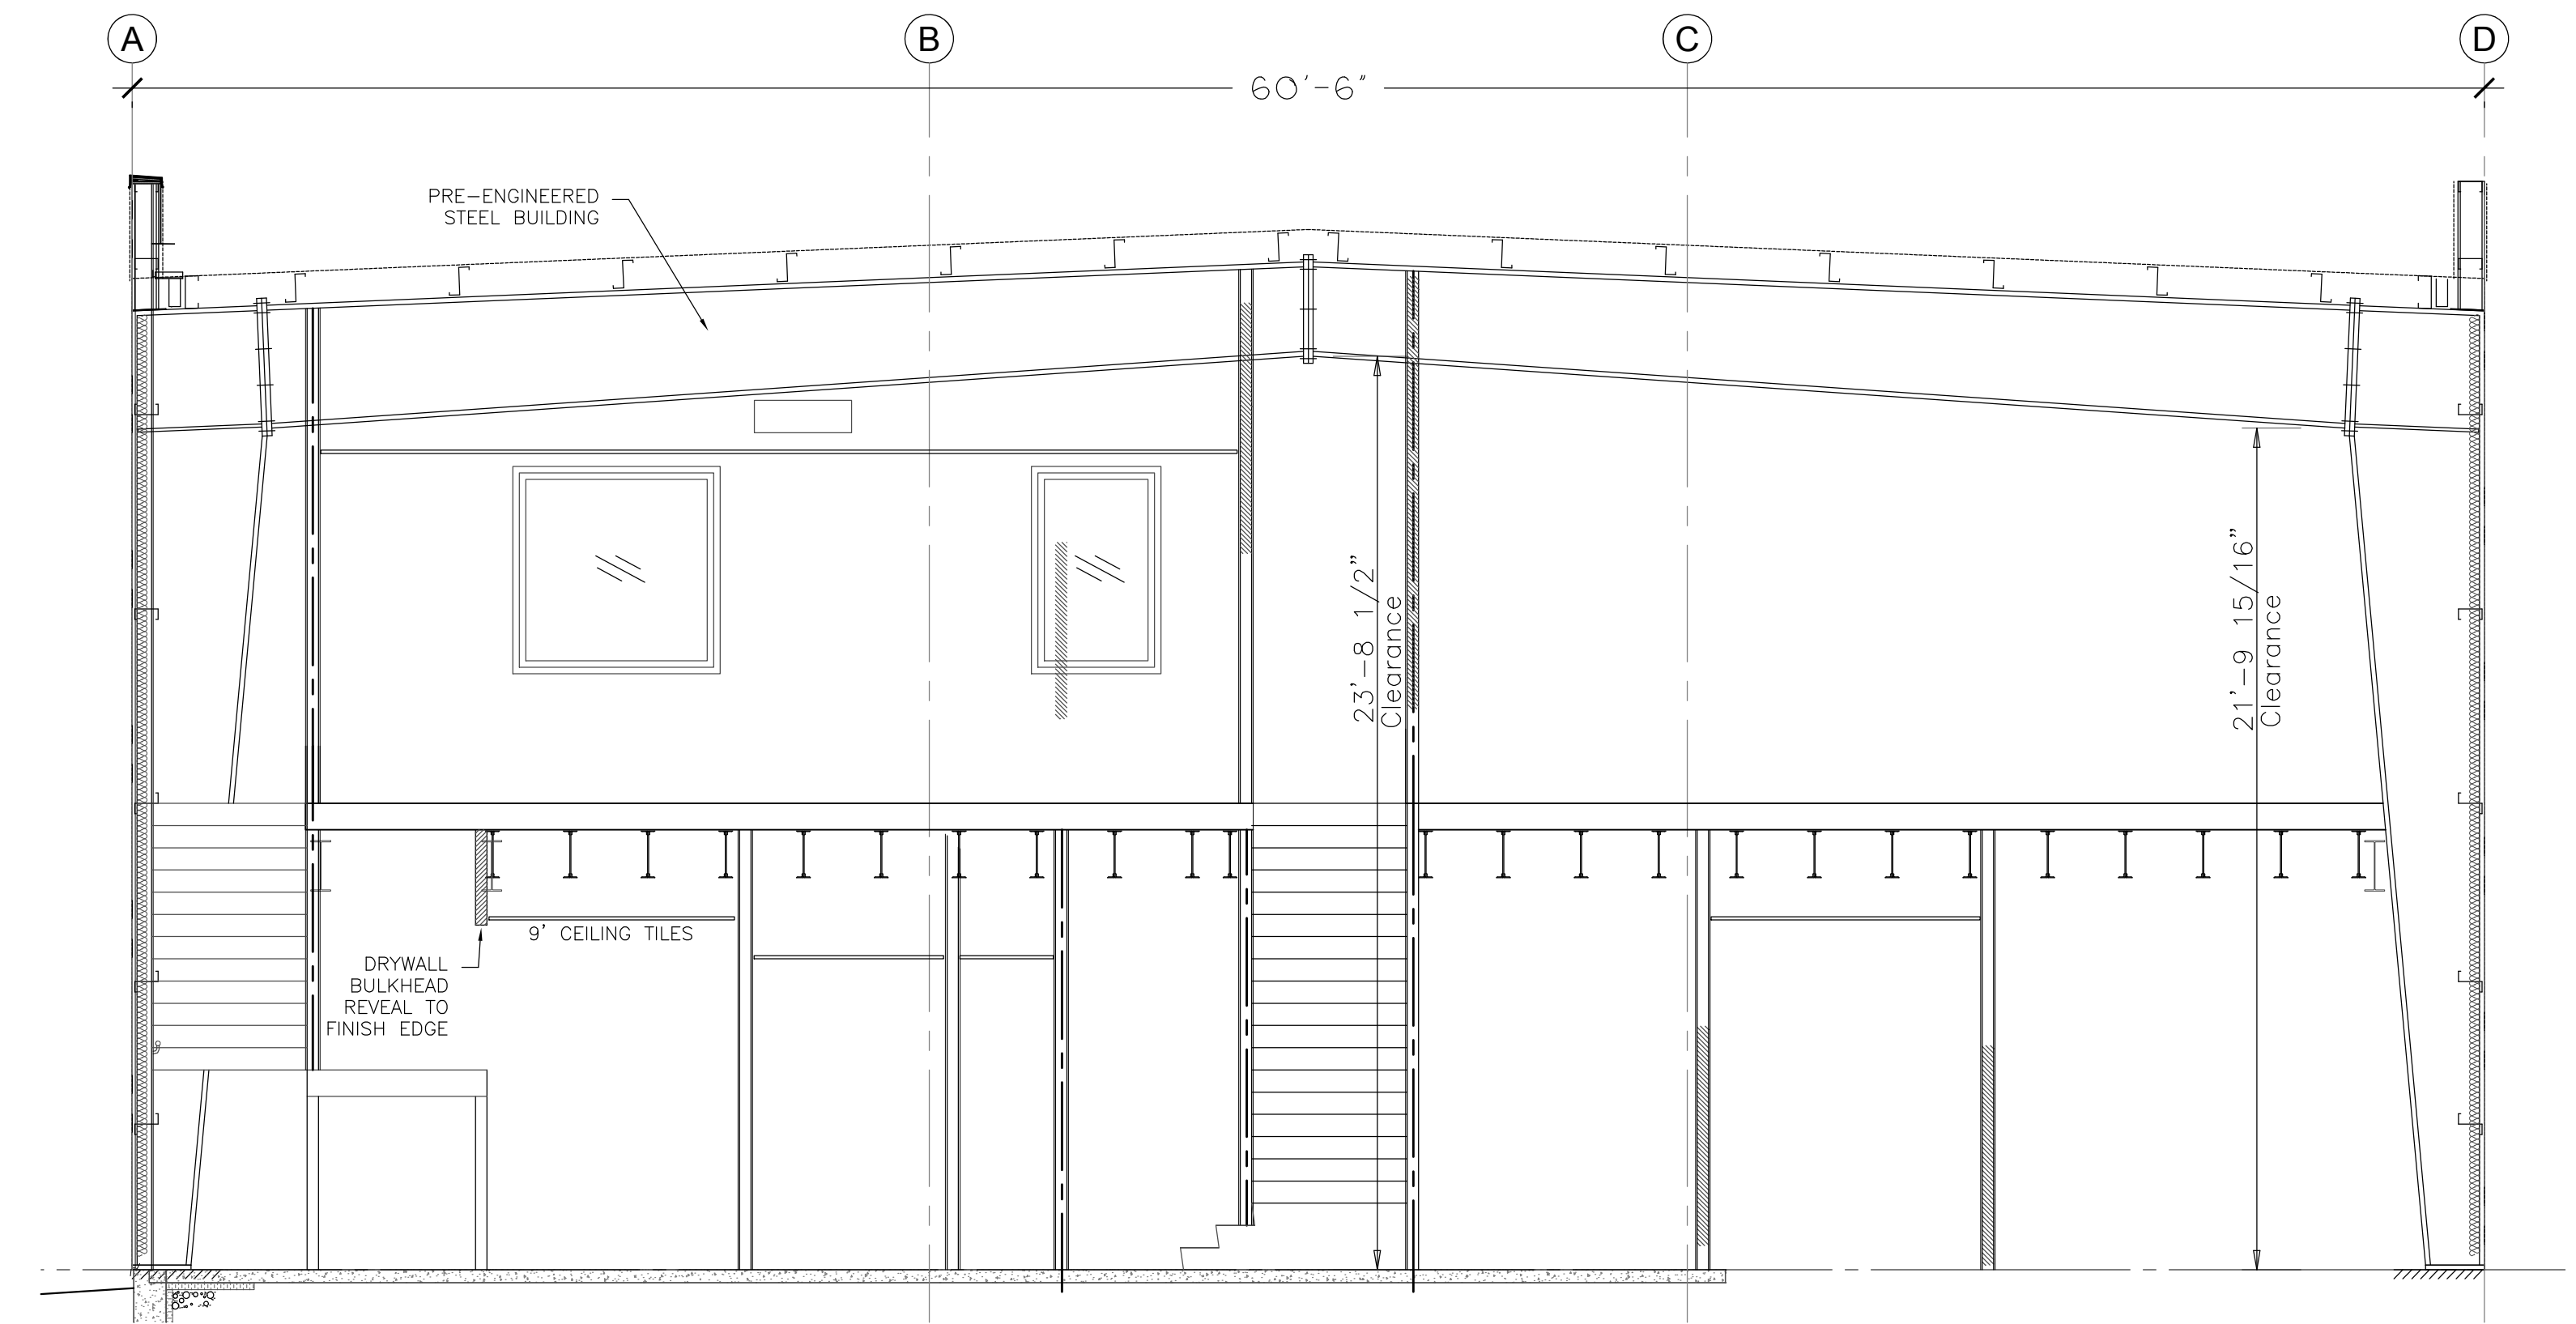 A
B
C
D
60'-6"
PRE-ENGINEERED
STEEL BUILDING
23'-8 1/2"
Clearance
21'-9 15/16"
Clearance
9' CEILING TILES
DRYWALL
BULKHEAD
REVEAL TO
FINISH EDGE